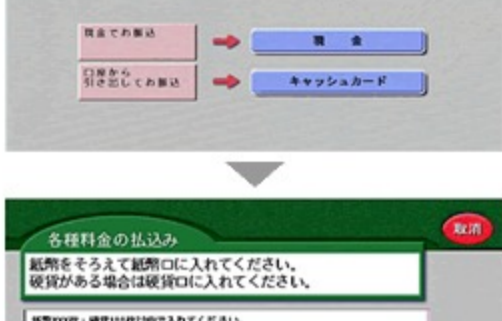 現金でお振込
現　金
口座から
引き出してお振込
キャッシュカード
各種料金の払込み
取消
紙幣をそろえて紙幣口に入れてください。
硬貨がある場合は硬貨口に入れてください。